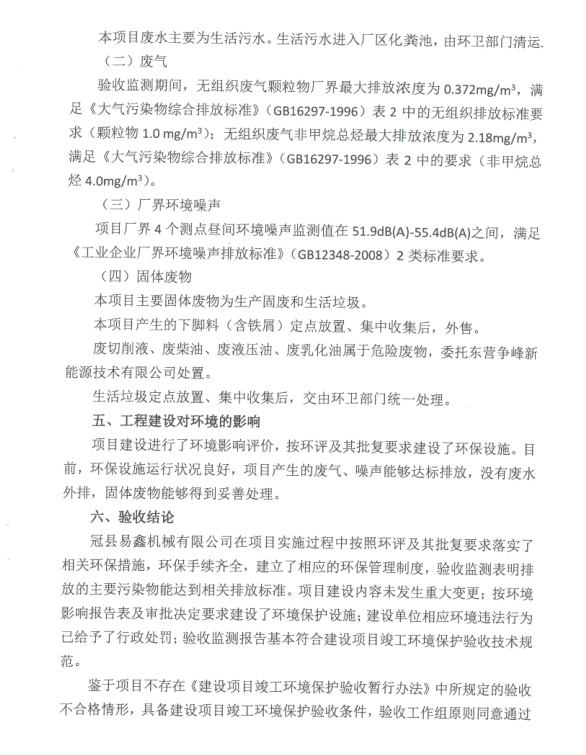 本项目废水主要为生活污水。生活污水进入厂区化粪池，由环卫部门清运.
（二）废气
验收监测期间，无组织废气颗粒物厂界最大排放浓度为 0.372mg/m³，满
足《大气污染物综合排放标准》（GB16297-1996）表 2 中的无组织排放标准要
求（颗粒物 1.0 mg/m³）；无组织废气非甲烷总烃最大排放浓度为 2.18mg/m³，
满足《大气污染物综合排放标准》（GB16297-1996）表 2 中的要求（非甲烷总
烃 4.0mg/m³）。
（三）厂界环境噪声
项目厂界 4 个测点昼间环境噪声监测值在 51.9dB(A)-55.4dB(A)之间，满足
《工业企业厂界环境噪声排放标准》（GB12348-2008）2 类标准要求。
（四）固体废物
本项目主要固体废物为生产固废和生活垃圾。
本项目产生的下脚料（含铁屑）定点放置、集中收集后，外售。
废切削液、废柴油、废液压油、废乳化油属于危险废物，委托东营争峰新
能源技术有限公司处置。
生活垃圾定点放置、集中收集后，交由环卫部门统一处理。
五、工程建设对环境的影响
项目建设进行了环境影响评价，按环评及其批复要求建设了环保设施。目
前，环保设施运行状况良好，项目产生的废气、噪声能够达标排放，没有废水
外排，固体废物能够得到妥善处理。
六、验收结论
冠县易鑫机械有限公司在项目实施过程中按照环评及其批复要求落实了
相关环保措施，环保手续齐全，建立了相应的环保管理制度，验收监测表明排
放的主要污染物能达到相关排放标准。项目建设内容未发生重大变更；按环境
影响报告表及审批决定要求建设了环境保护设施；建设单位相应环境违法行为
已给予了行政处罚；验收监测报告基本符合建设项目竣工环境保护验收技术规
范。
鉴于项目不存在《建设项目竣工环境保护验收暂行办法》中所规定的验收
不合格情形，具备建设项目竣工环境保护验收条件，验收工作组原则同意通过